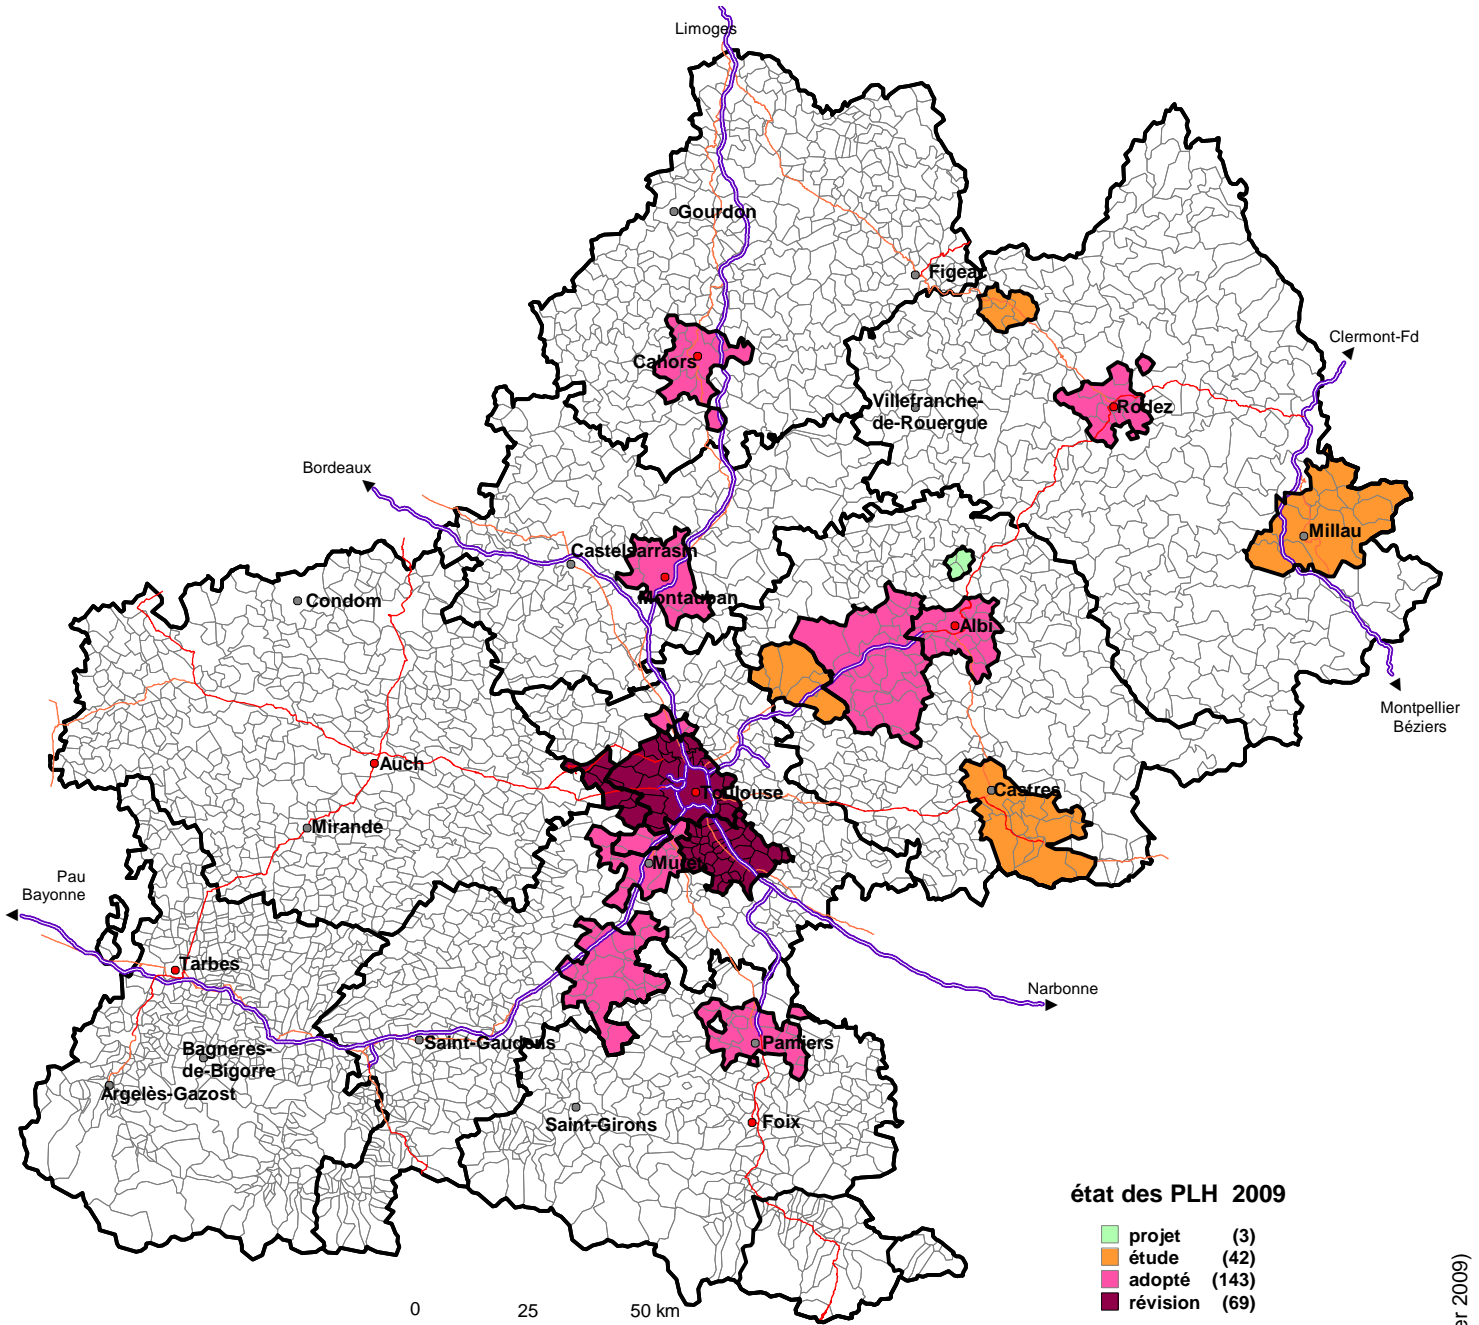 Limoges
Gourdon
Figeac
Clermont-Fd
Cahors
Villefranche-
de-Rouergue
Rodez
Bordeaux
Millau
Castelsarrasin
Condom
Montauban
Albi
Montpellier
Béziers
Auch
Toulouse
Castres
Mirande
Muret
Pau
Bayonne
Tarbes
Narbonne
Saint-Gaudens
Pamiers
Bagneres-
de-Bigorre
Argelès-Gazost
Saint-Girons
Foix
état des PLH 2009
projet (3)
étude (42)
adopté (143)
révision (69)
0 25 50 km
2009)